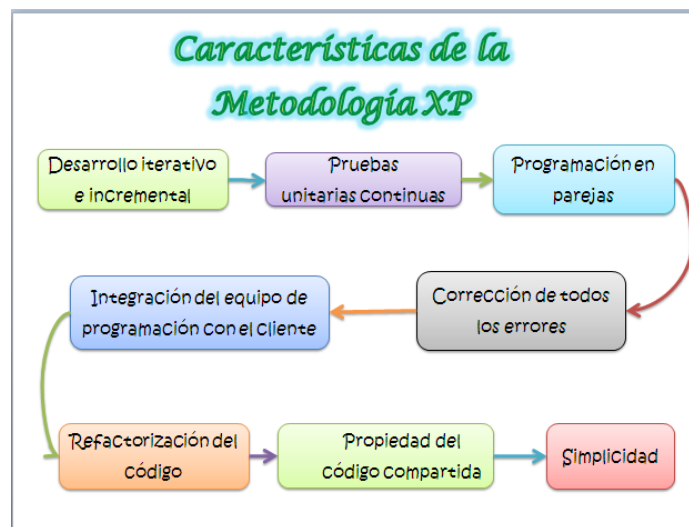 Características de la
Metodología XP
Desarrollo iterativo
e incremental
Pruebas
unitarias continuas
Programación en
parejas
Corrección de todos
los errores
Integración del equipo de
programación con el cliente
Refactorización del
código
Propiedad del
código compartida
Simplicidad